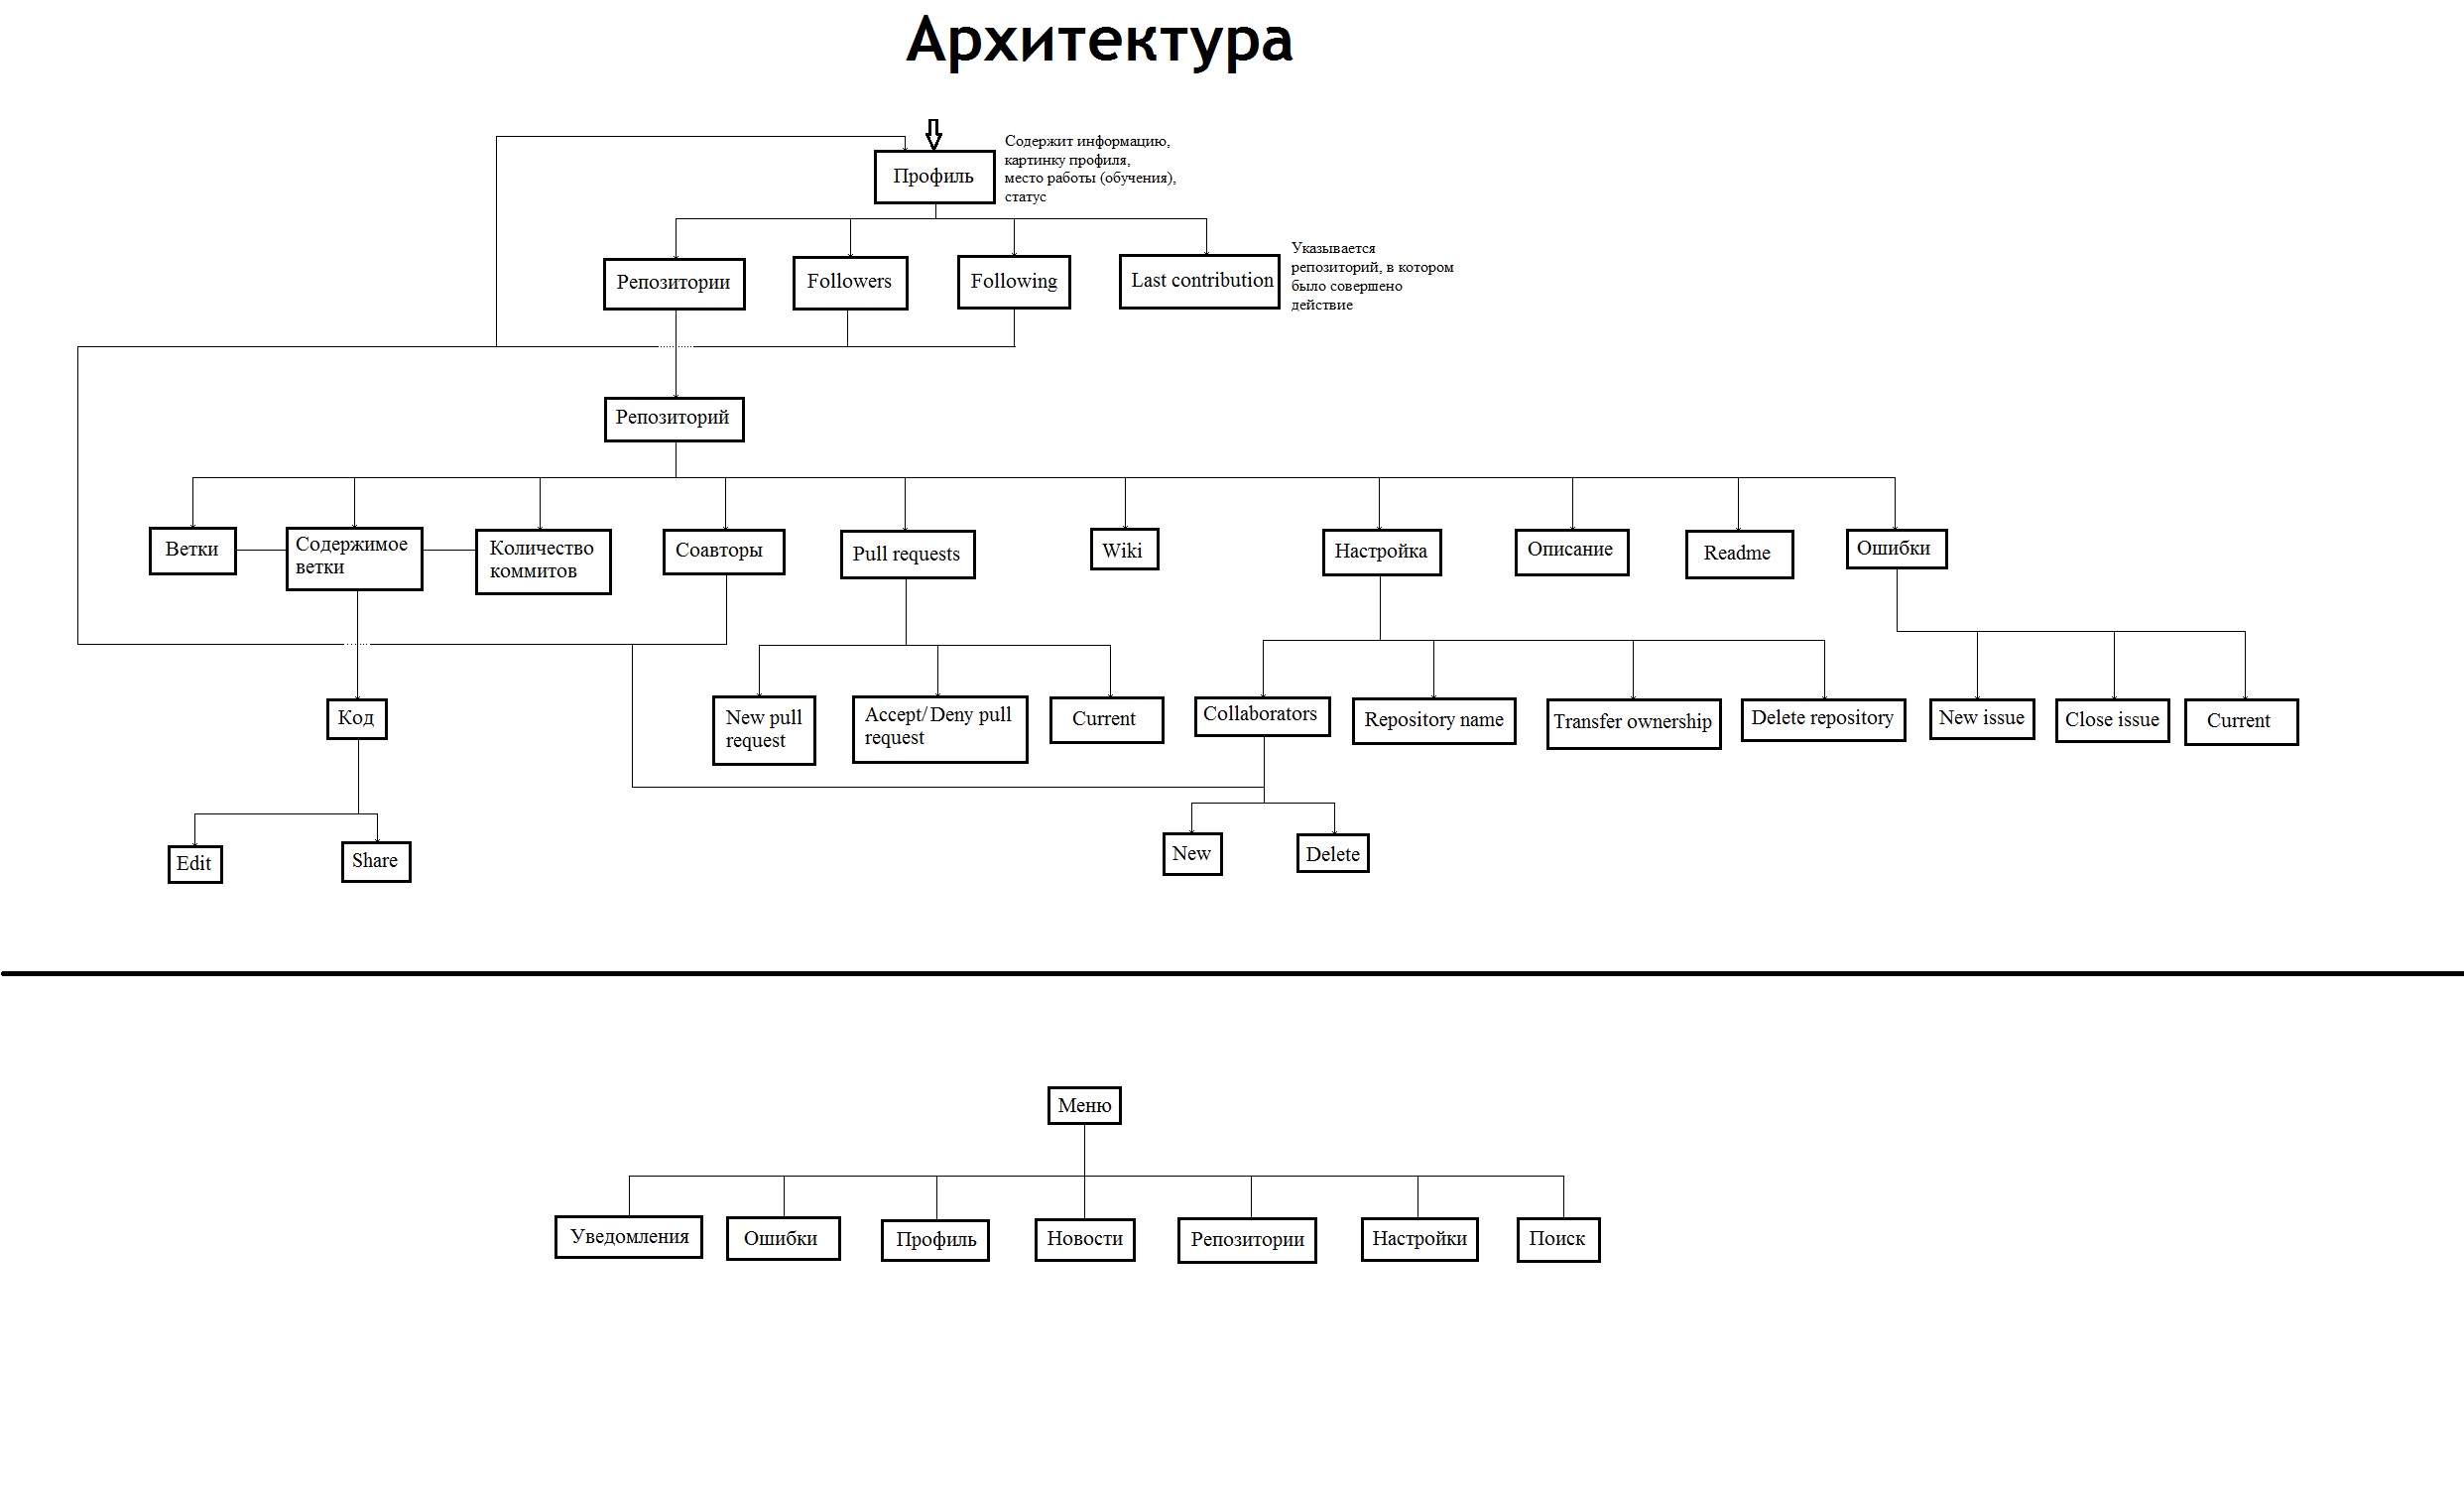 Архитектура
Содержит информацию,
картинку профиля,
место работы (обучения),
статус
Профиль
Указывается
репозиторий, в котором
было совершено
действие
Репозитории
Followers
Following
Last contribution
Репозиторий
Ветки
Содержимое
ветки
Количество
коммитов
Соавторы
Pull requests
Wiki
Настройка
Описание
Readme
Ошибки
Код
New pull
request
Accept/Deny pull
request
Current
Collaborators
Repository name
Transfer ownership
Delete repository
New issue
Close issue
Current
Edit
Share
New
Delete
Меню
Уведомления
Ошибки
Профиль
Новости
Репозитории
Настройки
Поиск